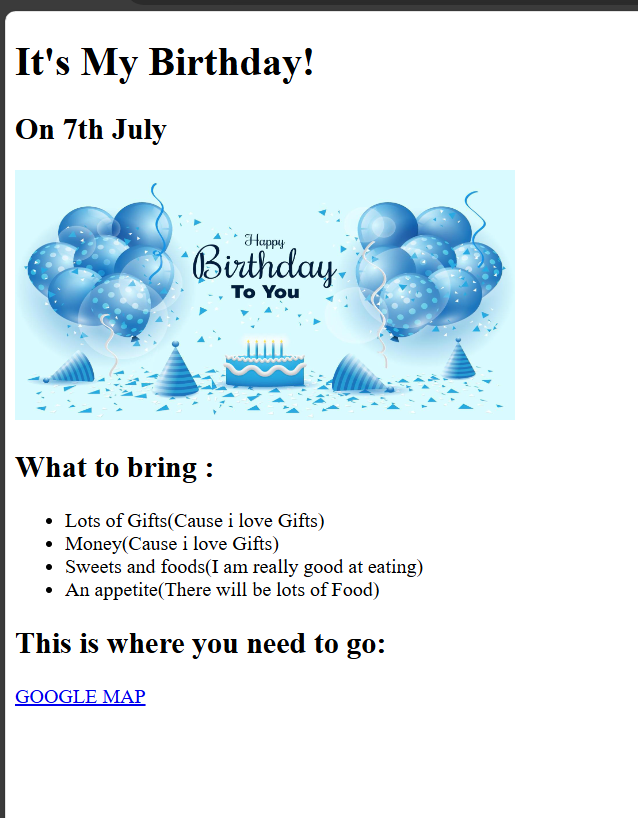 It's My Birthday!
On 7th July
Happy
Birthday
To You
What to bring :
Lots of Gifts(Cause i love Gifts)
Money(Cause i love Gifts)
Sweets and foods(I am really good at eating)
An appetite(There will be lots of Food)
This is where you need to go:
GOOGLE MAP